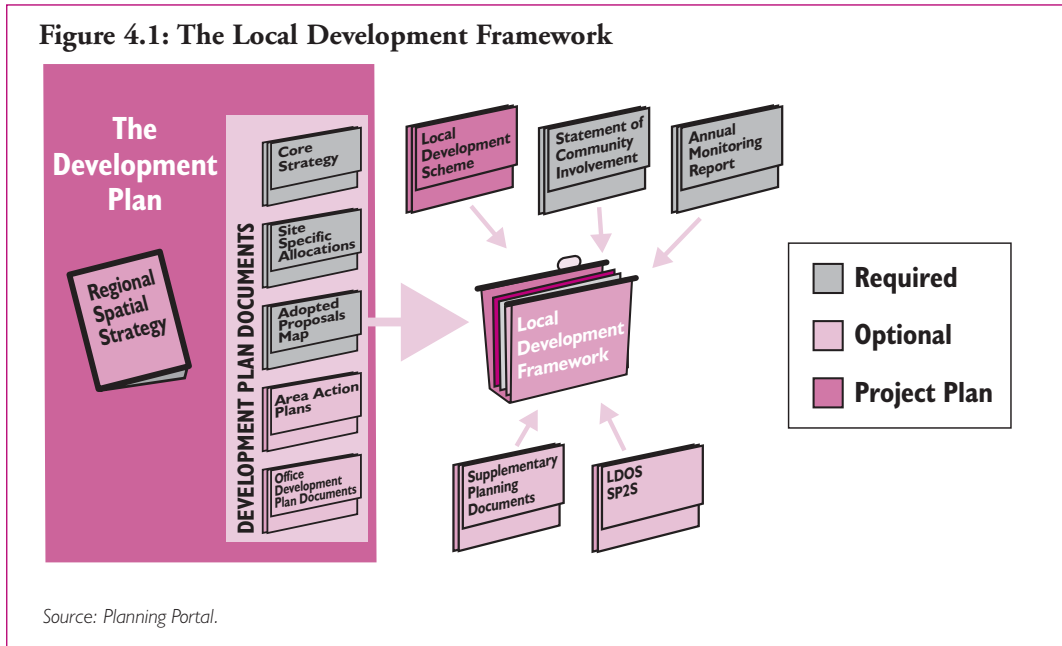 Figure 4.1: The Local Development Framework
The
Development
Plan
Regional
Spatial
Strategy
DEVELOPMENT PLAN DOCUMENTS
Core
Strategy
Site
Specific
Allocations
Adopted
Proposals
Map
Area Action
Plans
Office
Development
Plan Documents
Local
Development
Scheme
Statement of
Community
Involvement
Annual
Monitoring
Report
Local
Development
Framework
Supplementary
Planning
Documents
LDOS
SP2S
Required
Optional
Project Plan
Source: Planning Portal.